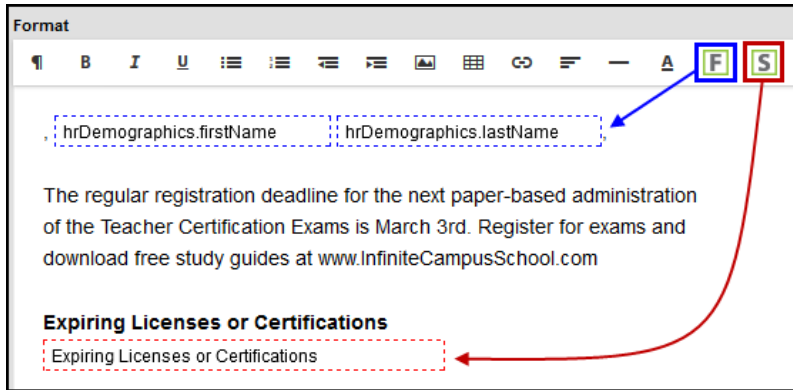 Format
¶ B I U A F S
, hrDemographics.firstName hrDemographics.lastName ,
The regular registration deadline for the next paper-based administration
of the Teacher Certification Exams is March 3rd. Register for exams and
download free study guides at www.InfiniteCampusSchool.com
Expiring Licenses or Certifications
Expiring Licenses or Certifications